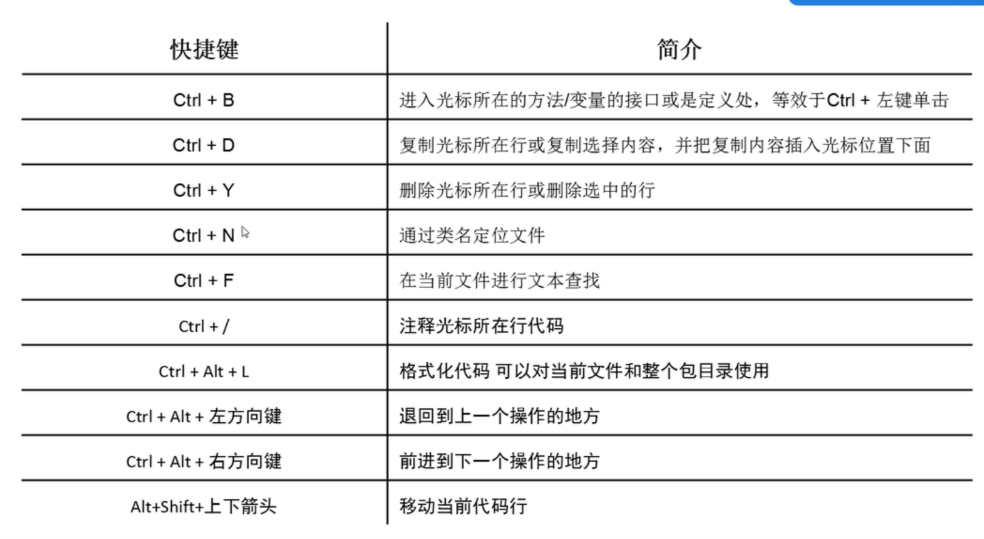 快捷键 简介
Ctrl + B 进入光标所在的方法/变量的接口或是定义处，等效于Ctrl + 左键单击
Ctrl + D 复制光标所在行或复制选择内容，并把复制内容插入光标位置下面
Ctrl + Y 删除光标所在行或删除选中的行
Ctrl + N 通过类名定位文件
Ctrl + F 在当前文件进行文本查找
Ctrl + / 注释光标所在行代码
Ctrl + Alt + L 格式化代码 可以对当前文件和整个包目录使用
Ctrl + Alt + 左方向键 退回到上一个操作的地方
Ctrl + Alt + 右方向键 前进到下一个操作的地方
Alt+Shift+上下箭头 移动当前代码行